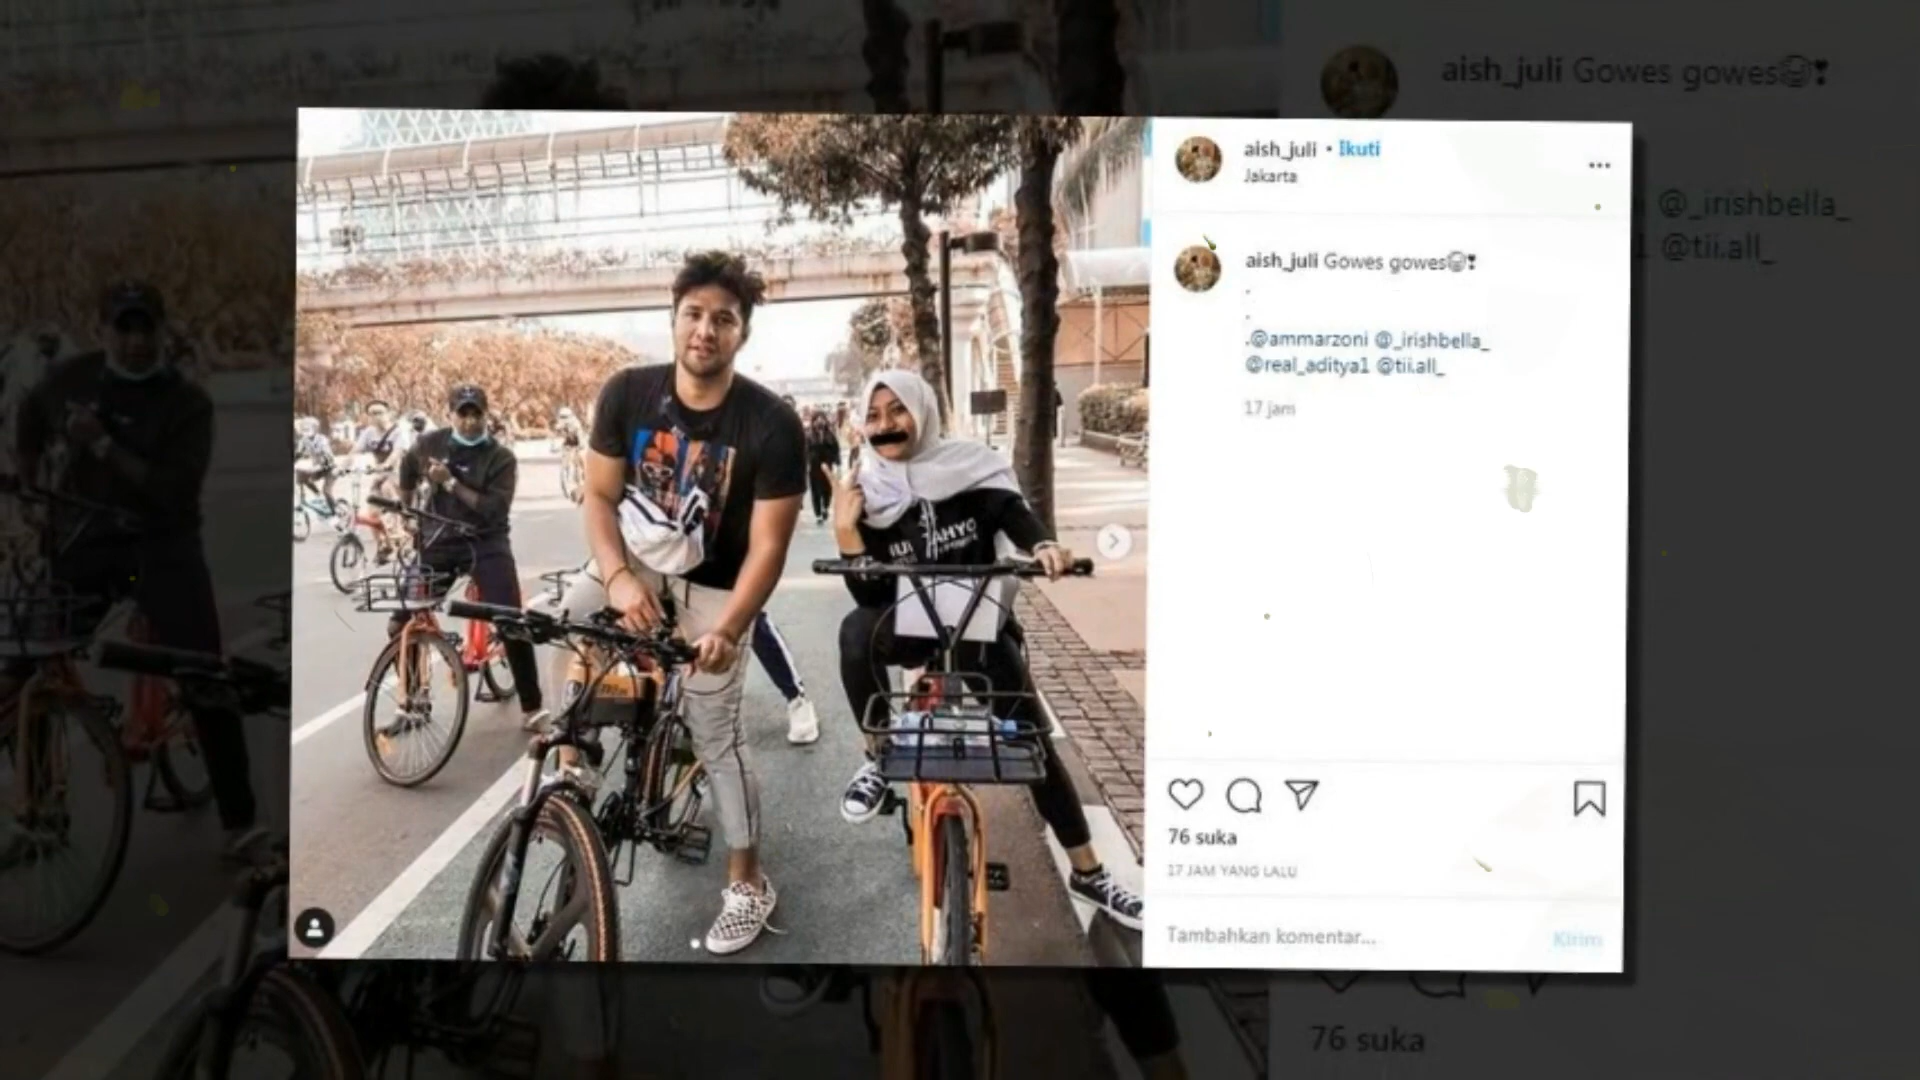 aish_juli Gowes gowes😄❣
@_irishbella_
@tii.all_
aish_juli • Ikuti
Jakarta
aish_juli Gowes gowes😄❣
.
.
.@ammarzoni @_irishbella_
@real_aditya1 @tii.all_
17 jam
76 suka
17 JAM YANG LALU
Tambahkan komentar...
Kirim
76 suka